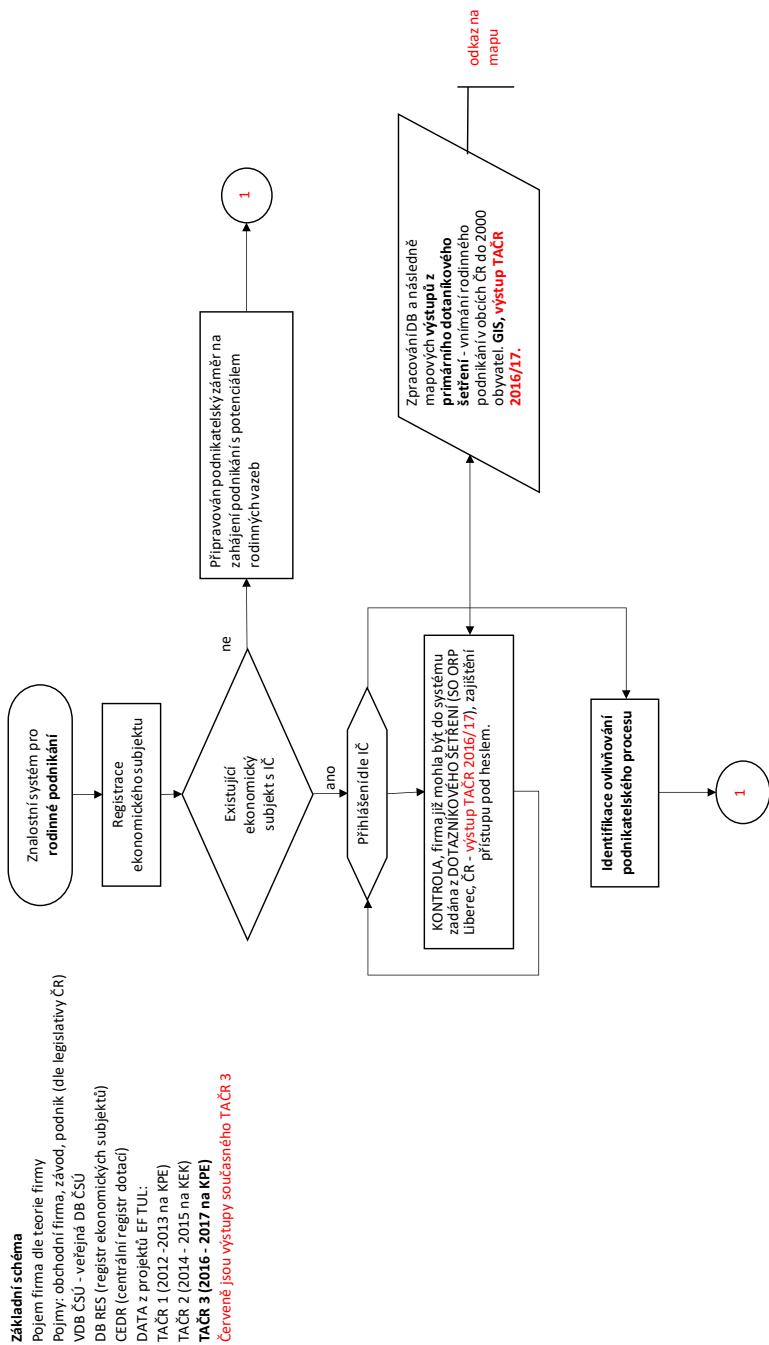 Základní schéma
Pojem firma dle teorie firmy
Pojmy: obchodní firma, závod, podnik (dle legislativy ČR)
VDB ČSÚ - veřejná DB ČSÚ
DB RES (registr ekonomických subjektů)
CEDR (centrální registr dotací)
DATA z projektů EF TUL:
TAČR 1 (2012 -2013 na KPE)
TAČR 2 (2014 - 2015 na KEK)
TAČR 3 (2016 - 2017 na KPE)
Červeně jsou výstupy současného TAČR 3
Znalostní systém pro
rodinné podnikání
Registrace
ekonomického subjektu
Existující
ekonomický
subjekt s IČ
ne
ano
Připravován podnikatelský záměr na
zahájení podnikání s potenciálem
rodinných vazeb
1
Přihlášení dle IČ
KONTROLA, firma již mohla být do systému
zadána z DOTAZNÍKOVÉHO ŠETŘENÍ (SO ORP
Liberec, ČR - výstup TAČR 2016/17), zajištění
přístupu pod heslem.
Zpracování DB a následně
mapových výstupů z
primárního dotaníkového
šetření - vnímání rodinného
podnikání v obcích ČR do 2000
obyvatel. GIS, výstup TAČR
2016/17.
odkaz na
mapu
Identifikace ovlivňování
podnikatelského procesu
1